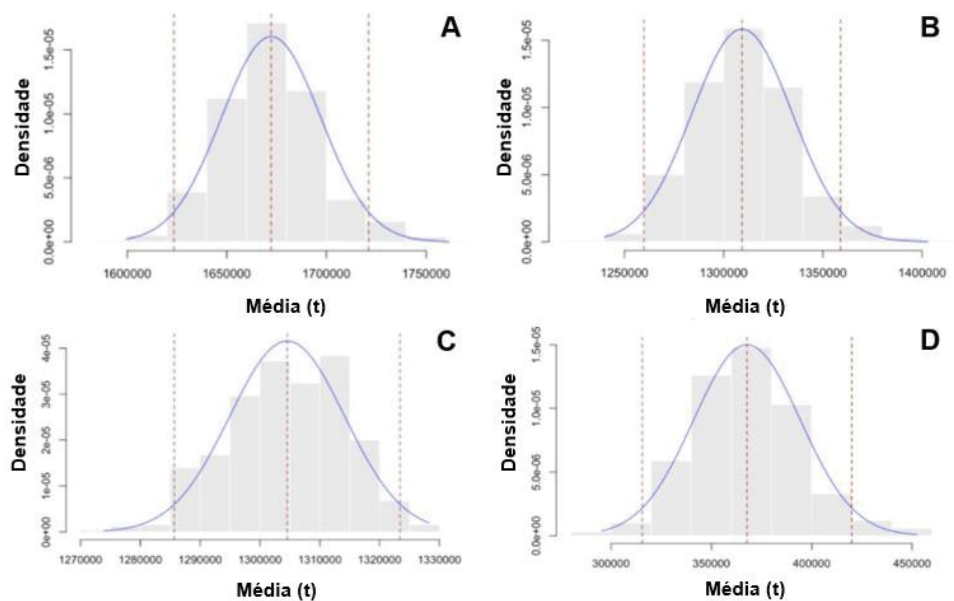 A
Densidade
1.5e-05
1.0e-05
5.0e-06
0.0e+00
1600000 1650000 1700000 1750000
Média (t)
B
Densidade
1.5e-05
1.0e-05
5.0e-06
0.0e+00
1250000 1300000 1350000 1400000
Média (t)
C
Densidade
4e-05
3e-05
2e-05
1e-05
0e+00
1270000 1280000 1290000 1300000 1310000 1320000 1330000
Média (t)
D
Densidade
1.5e-05
1.0e-05
5.0e-06
0.0e+00
300000 350000 400000 450000
Média (t)